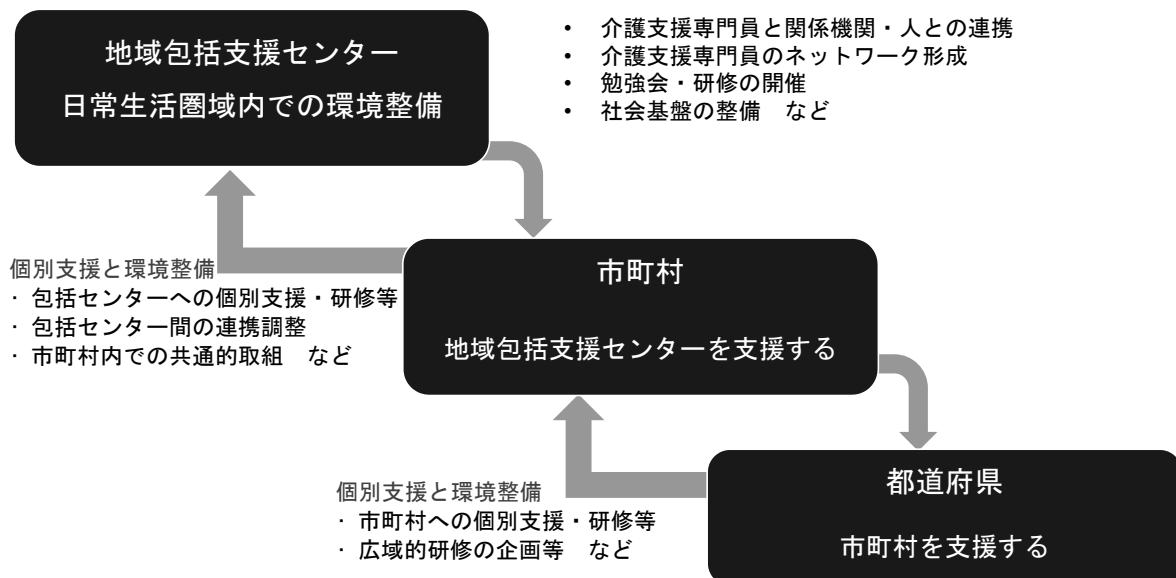 地域包括支援センター
日常生活圏域内での環境整備
• 介護支援専門員と関係機関・人との連携
• 介護支援専門員のネットワーク形成
• 勉強会・研修の開催
• 社会基盤の整備　など
個別支援と環境整備
・包括センターへの個別支援・研修等
・包括センター間の連携調整
・市町村内での共通的取組　など
市町村
地域包括支援センターを支援する
個別支援と環境整備
・市町村への個別支援・研修等
・広域的研修の企画等　など
都道府県
市町村を支援する